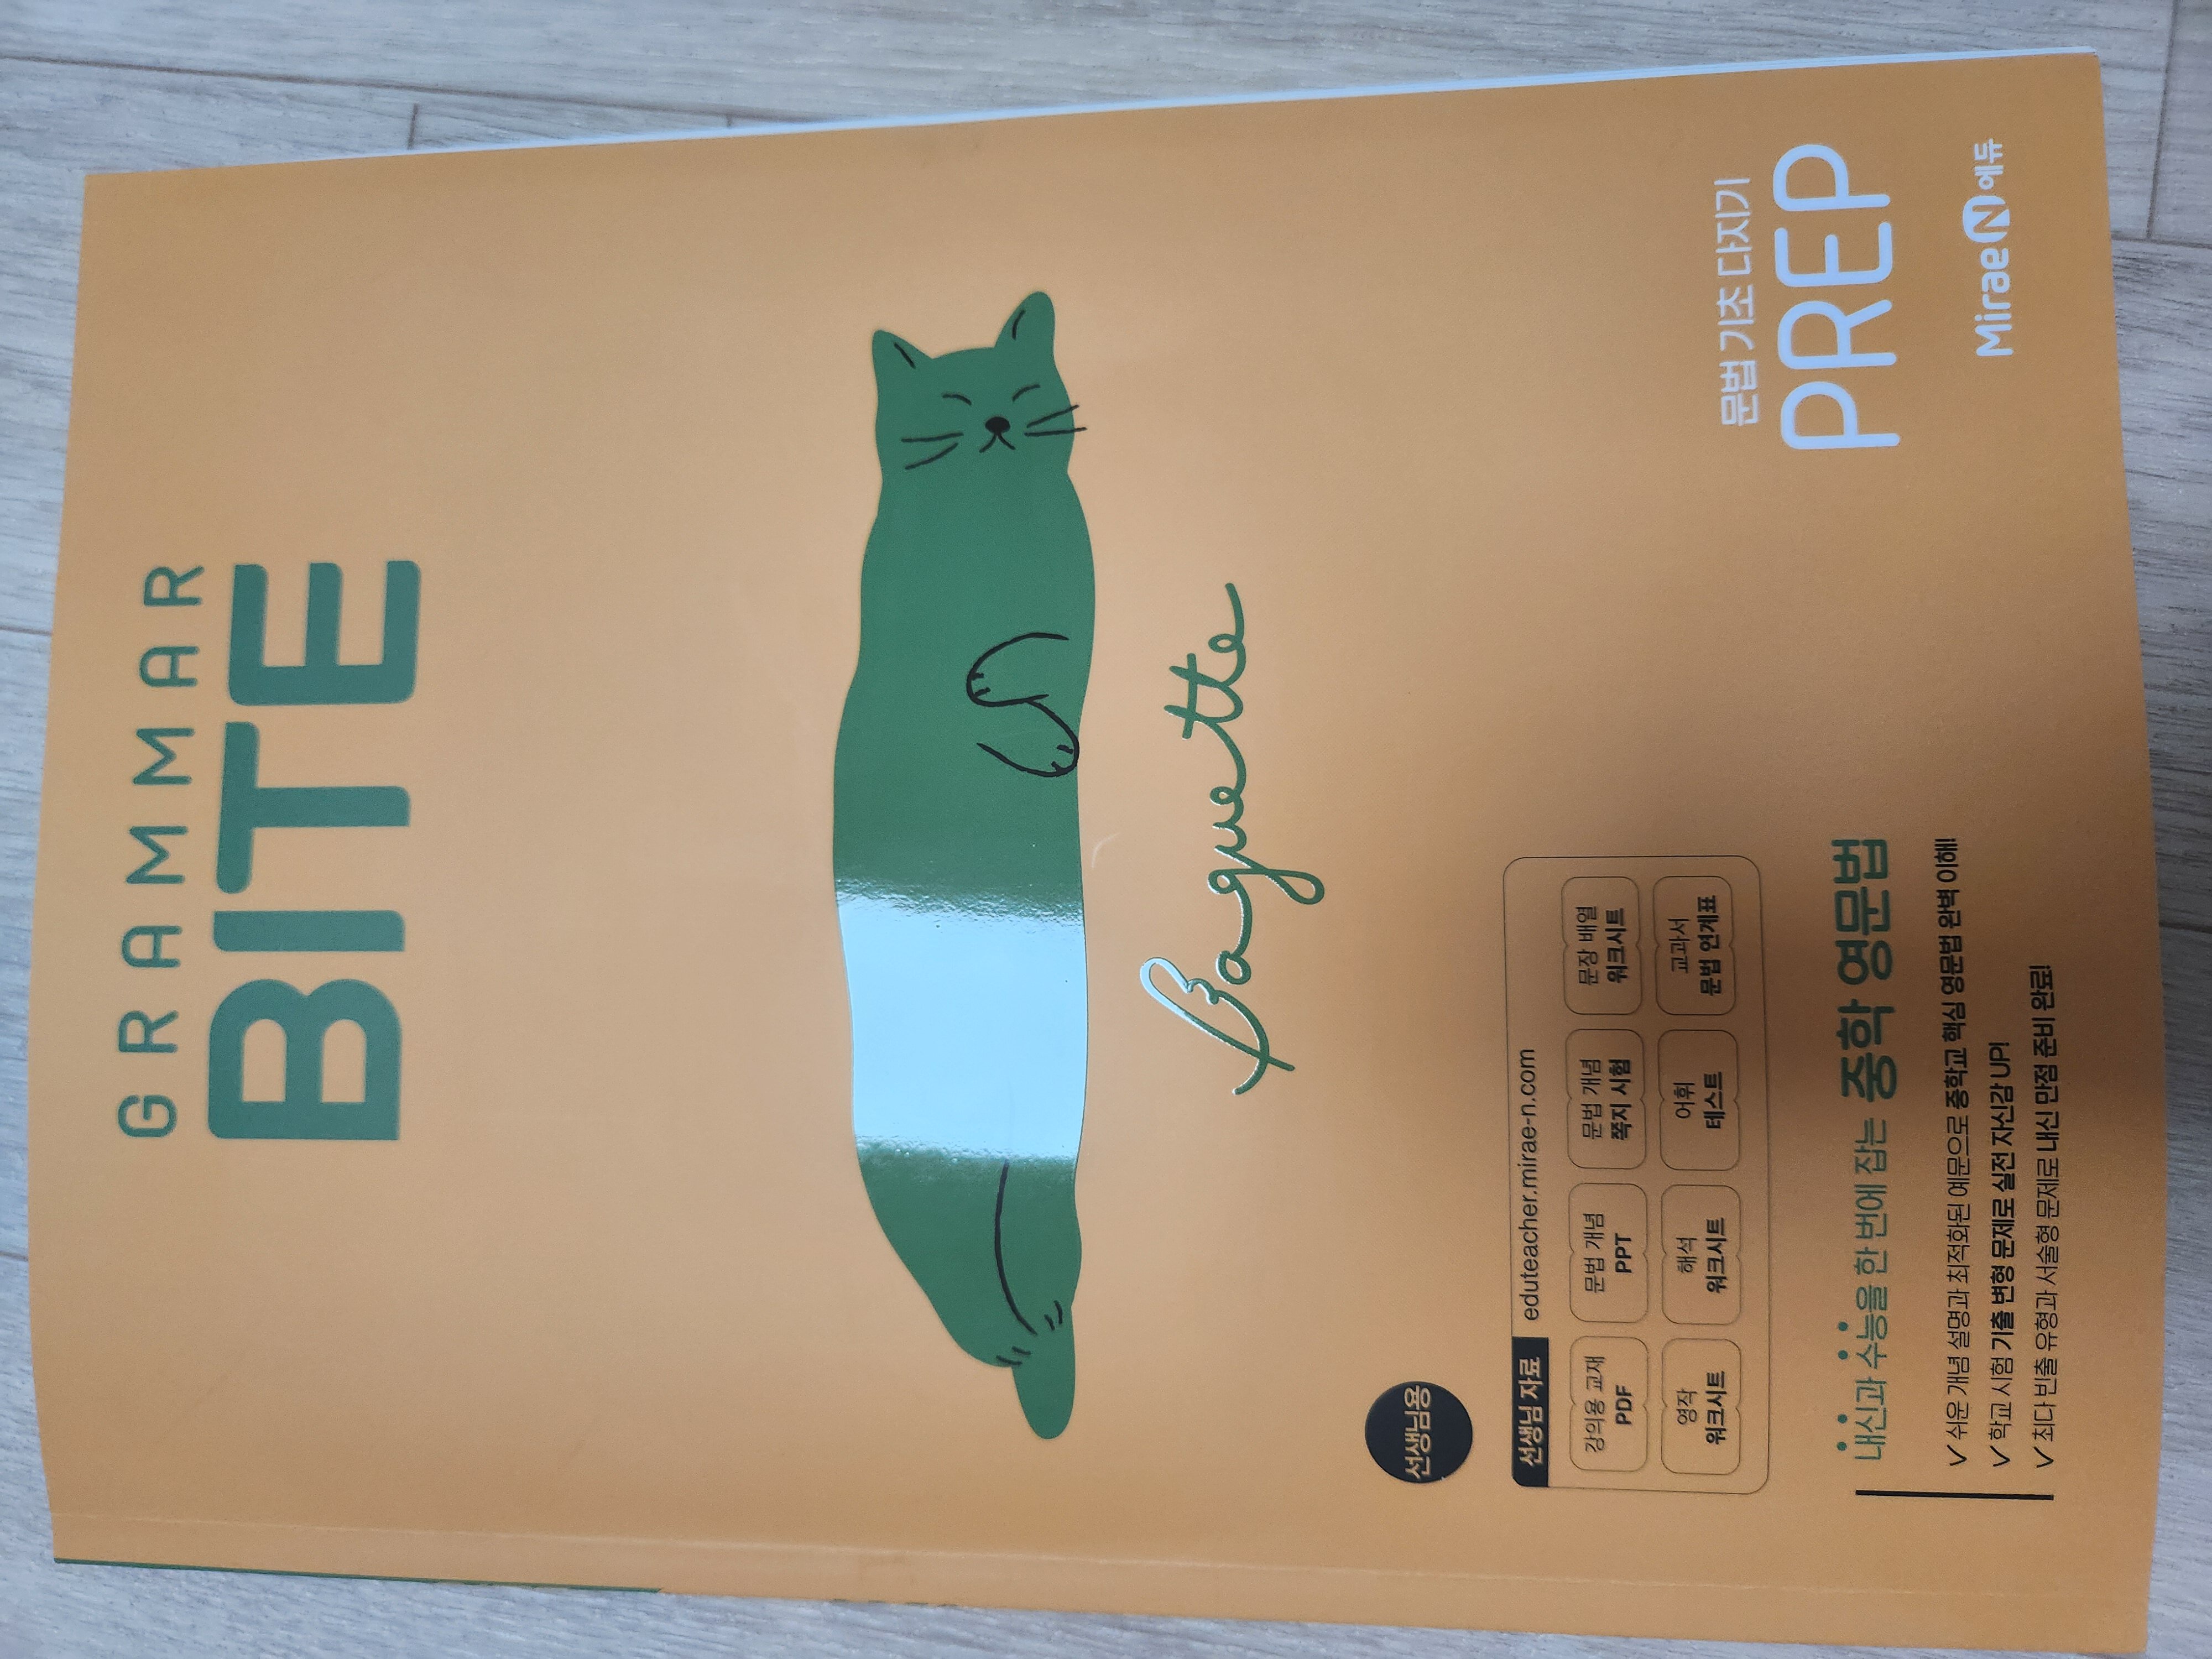 GRAMMAR
BITE
Baguette
선생님용
선생님 자료 eduteacher.mirae-n.com
강의용 교재
PDF
문법 개념
PPT
문법 개념
쪽지 시험
문장 배열
워크시트
영작
워크시트
해석
워크시트
어휘
테스트
교과서
문법 연계표
내신과 수능을 한 번에 잡는 중학 영문법
✓ 쉬운 개념 설명과 최적화된 예문으로 중학교 핵심 영문법 완벽 이해!
✓ 학교 시험 기출 변형 문제로 실전 자신감 UP!
✓ 최다 빈출 유형과 서술형 문제로 내신 만점 준비 완료!
문법 기초 다지기
PREP
MiraeN에듀